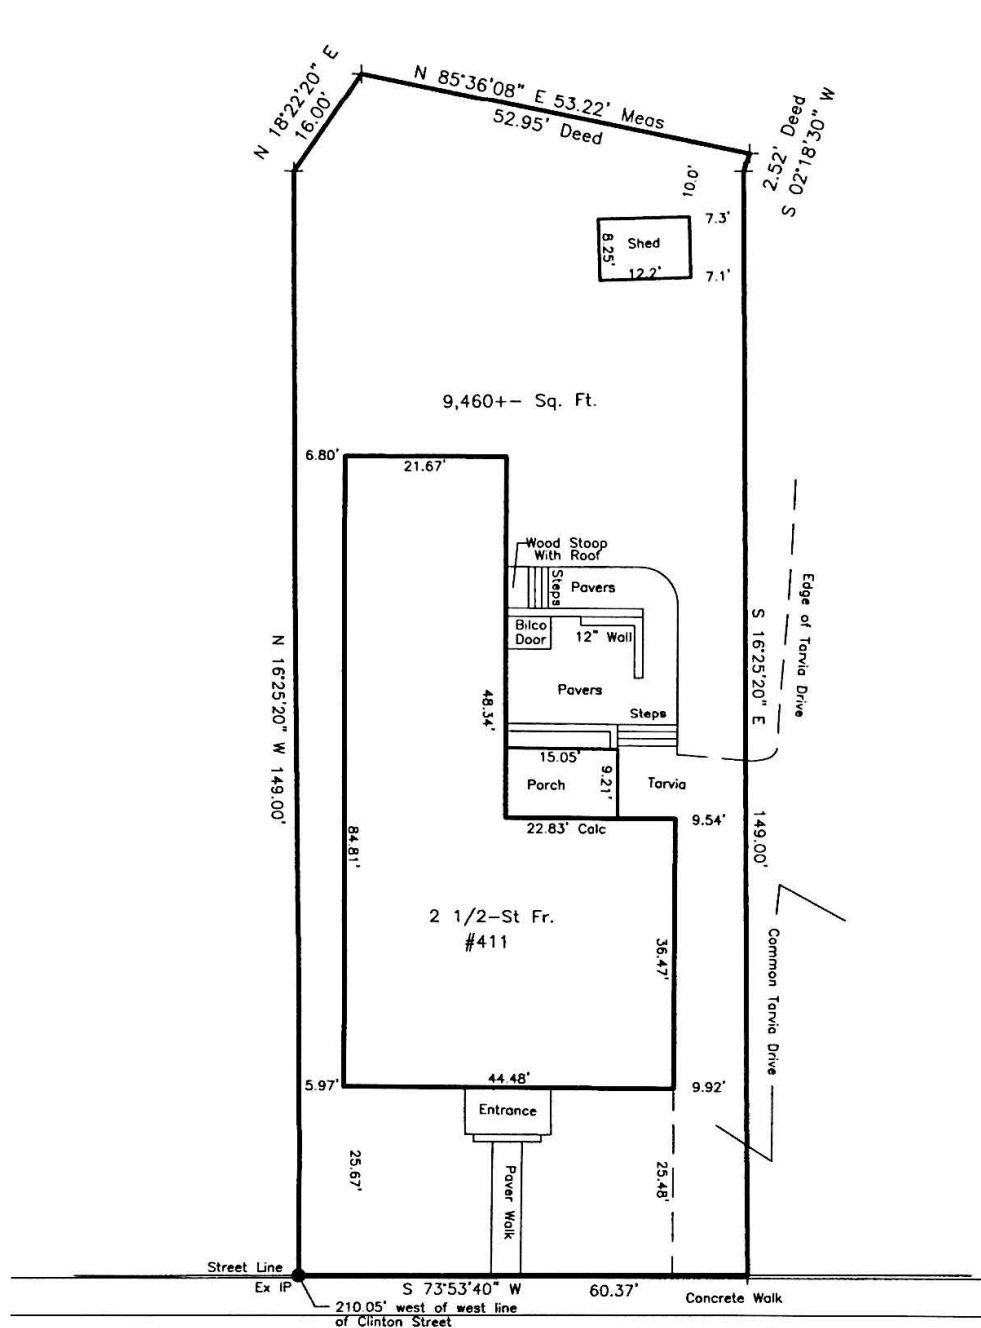 N 18°22'20" E
16.00'
N 85°36'08" E 53.22' Meas
52.95' Deed
2.52' Deed
S 02°18'30" W
10.0'
7.3'
8.25'
Shed
12.2'
7.1'
9,460+- Sq. Ft.
6.80'
21.67'
Wood Stoop
With Roof
Steps
Pavers
Bilco
Door
12" Wall
Pavers
Steps
Edge of Tarvia Drive
S 16°25'20" E
149.00'
N 16°25'20" W 149.00'
48.34'
15.05'
Porch
9.21'
Tarvia
22.83' Calc
9.54'
84.81'
2 1/2-St Fr.
#411
36.47'
Common Tarvia Drive
5.97'
44.48'
9.92'
Entrance
25.67'
Paver Walk
25.48'
Street Line
Ex IP
S 73°53'40" W
60.37'
Concrete Walk
210.05' west of west line
of Clinton Street